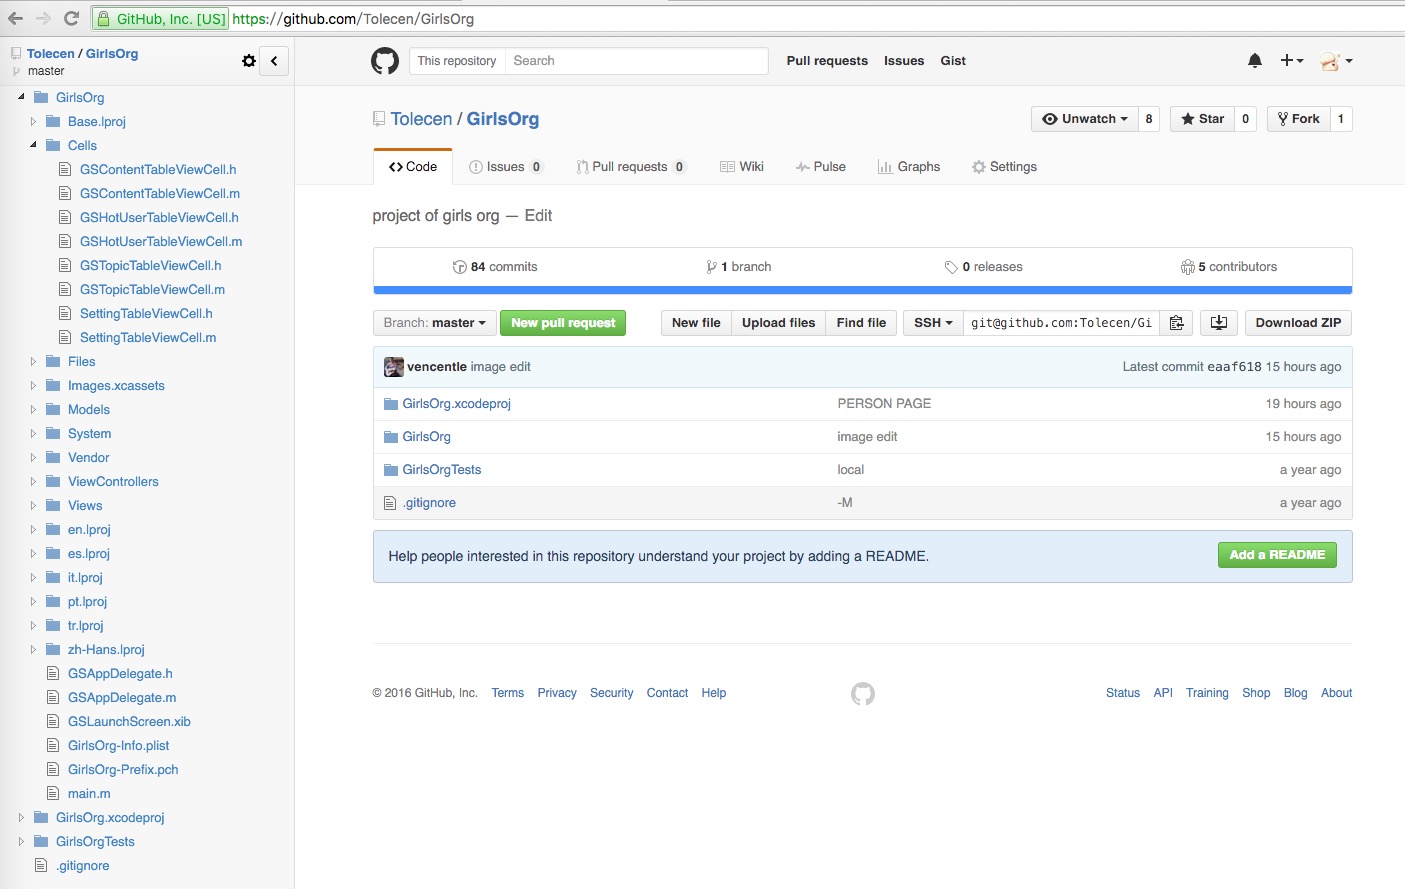 GitHub, Inc. [US] https://github.com/Tolecen/GirlsOrg
Tolecen / GirlsOrg
master
GirlsOrg
Base.lproj
Cells
GSContentTableViewCell.h
GSContentTableViewCell.m
GSHotUserTableViewCell.h
GSHotUserTableViewCell.m
GSTopicTableViewCell.h
GSTopicTableViewCell.m
SettingTableViewCell.h
SettingTableViewCell.m
Files
Images.xcassets
Models
System
Vendor
ViewControllers
Views
en.lproj
es.lproj
it.lproj
pt.lproj
tr.lproj
zh-Hans.lproj
GSAppDelegate.h
GSAppDelegate.m
GSLaunchScreen.xib
GirlsOrg-Info.plist
GirlsOrg-Prefix.pch
main.m
GirlsOrg.xcodeproj
GirlsOrgTests
.gitignore
This repository Search Pull requests Issues Gist
Tolecen / GirlsOrg Unwatch 8 Star 0 Fork 1
Code Issues 0 Pull requests 0 Wiki Pulse Graphs Settings
project of girls org — Edit
84 commits 1 branch 0 releases 5 contributors
Branch: master New pull request New file Upload files Find file SSH git@github.com:Tolecen/Gi Download ZIP
vencentle image edit Latest commit eaaf618 15 hours ago
GirlsOrg.xcodeproj PERSON PAGE 19 hours ago
GirlsOrg image edit 15 hours ago
GirlsOrgTests local a year ago
.gitignore -M a year ago
Help people interested in this repository understand your project by adding a README. Add a README
© 2016 GitHub, Inc. Terms Privacy Security Contact Help Status API Training Shop Blog About